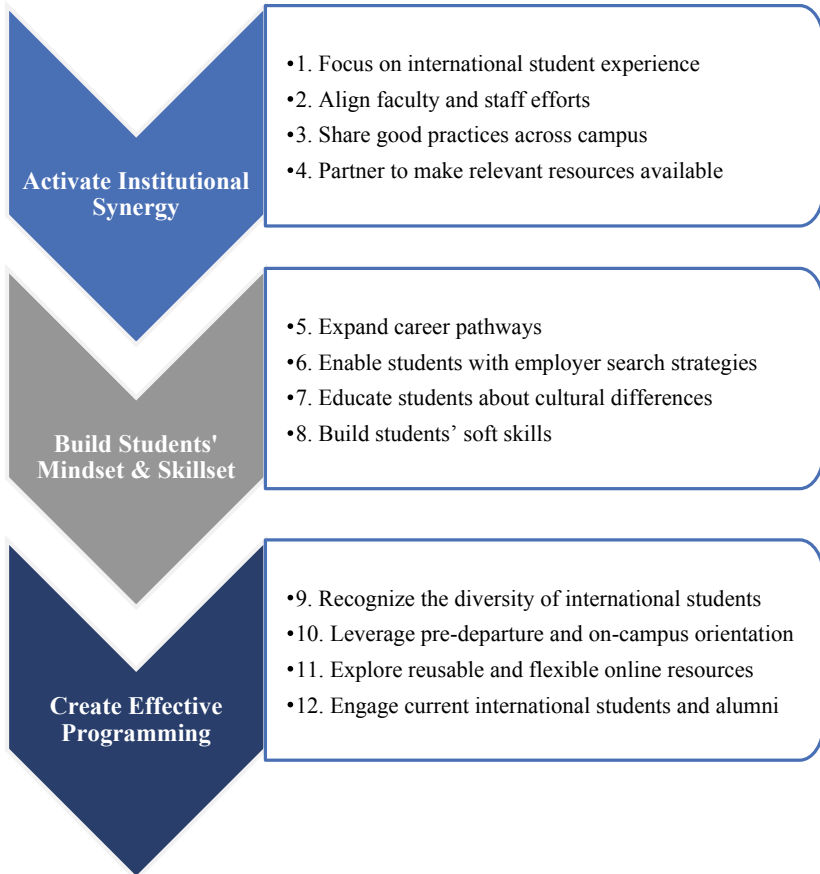 Activate Institutional
Synergy
•1. Focus on international student experience
•2. Align faculty and staff efforts
•3. Share good practices across campus
•4. Partner to make relevant resources available
Build Students'
Mindset & Skillset
•5. Expand career pathways
•6. Enable students with employer search strategies
•7. Educate students about cultural differences
•8. Build students’ soft skills
Create Effective
Programming
•9. Recognize the diversity of international students
•10. Leverage pre-departure and on-campus orientation
•11. Explore reusable and flexible online resources
•12. Engage current international students and alumni